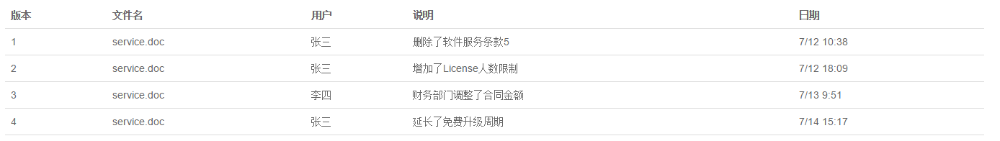 版本 文件名 用户 说明 日期
1 service.doc 张三 删除了软件服务条款5 7/12 10:38
2 service.doc 张三 增加了License人数限制 7/12 18:09
3 service.doc 李四 财务部门调整了合同金额 7/13 9:51
4 service.doc 张三 延长了免费升级周期 7/14 15:17